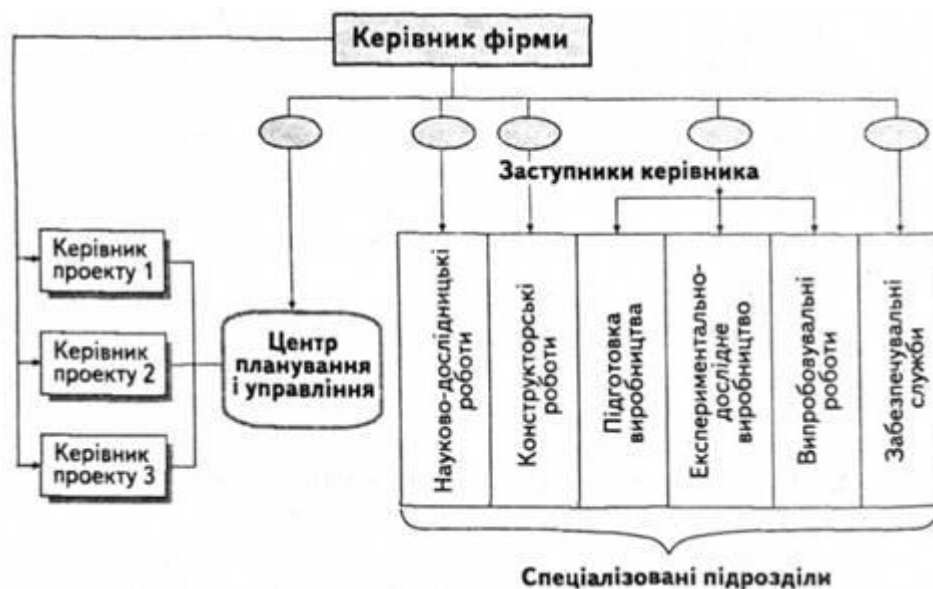 Керівник фірми
Заступники керівника
Керівник
проекту 1
Керівник
проекту 2
Керівник
проекту 3
Центр
планування
і управління
Науково-дослідницькі
роботи
Конструкторські
роботи
Підготовка
виробництва
Експериментально-
дослідне
виробництво
Випробовувальні
роботи
Забезпечувальні
служби
Спеціалізовані підрозділи